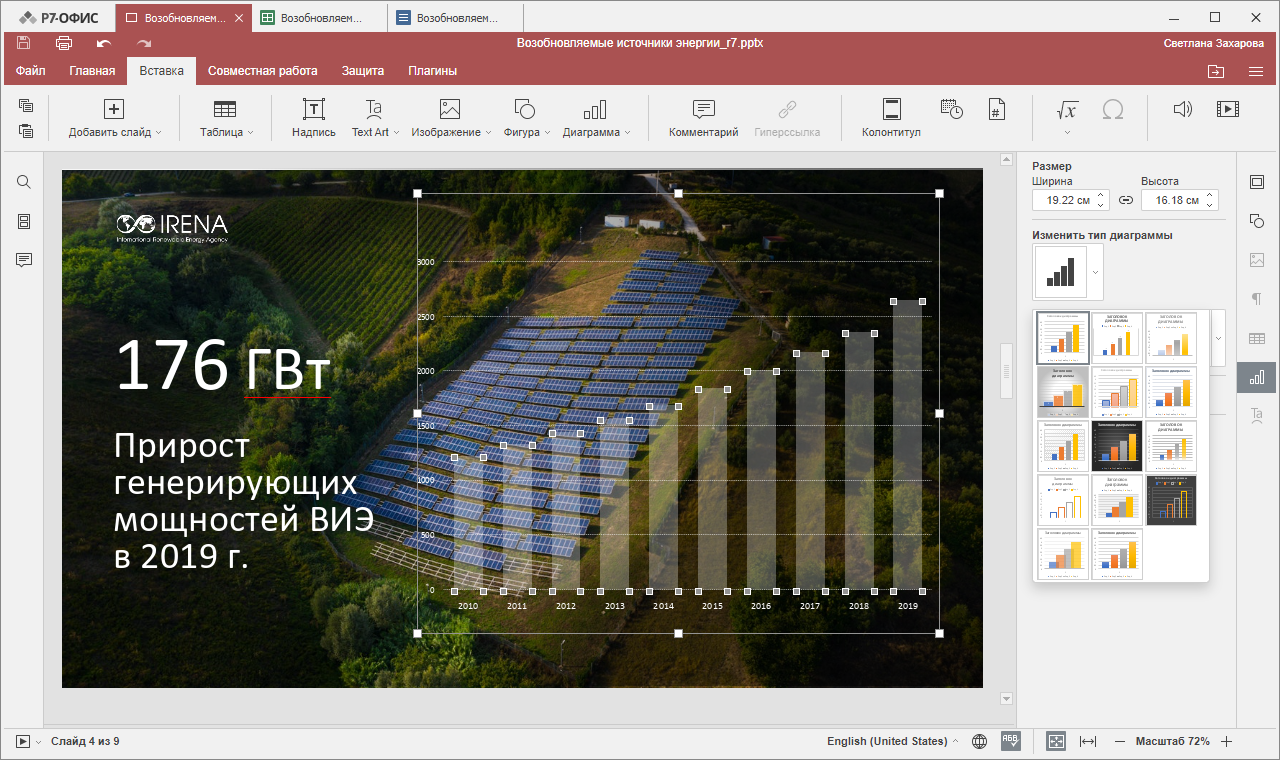 Р7-ОФИС
Возобновляем...
Возобновляем...
Возобновляем...
Возобновляемые источники энергии_r7.pptx
Светлана Захарова
Файл
Главная
Вставка
Совместная работа
Защита
Плагины
Добавить слайд
Таблица
Надпись
Text Art
Изображение
Фигура
Диаграмма
Комментарий
Гиперссылка
Колонтитул
IRENA
International Renewable Energy Agency
176 ГВт
Прирост
генерирующих
мощностей ВИЭ
в 2019 г.
3000
2500
2000
1500
1000
500
0
2010 2011 2012 2013 2014 2015 2016 2017 2018 2019
Размер
Ширина Высота
19.22 см 16.18 см
Изменить тип диаграммы
Слайд 4 из 9
English (United States)
АБВ
Масштаб 72%